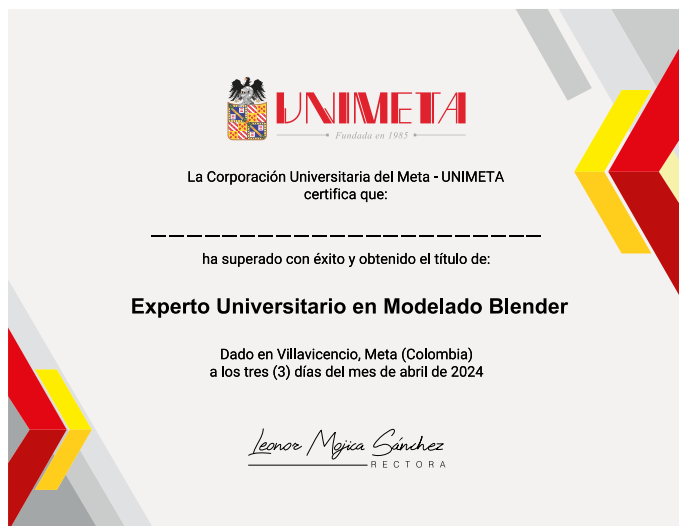 UNIMETA
Fundada en 1985
La Corporación Universitaria del Meta - UNIMETA
certifica que:
ha superado con éxito y obtenido el título de:
Experto Universitario en Modelado Blender
Dado en Villavicencio, Meta (Colombia)
a los tres (3) días del mes de abril de 2024
Leonor Mojica Sánchez
RECTORA